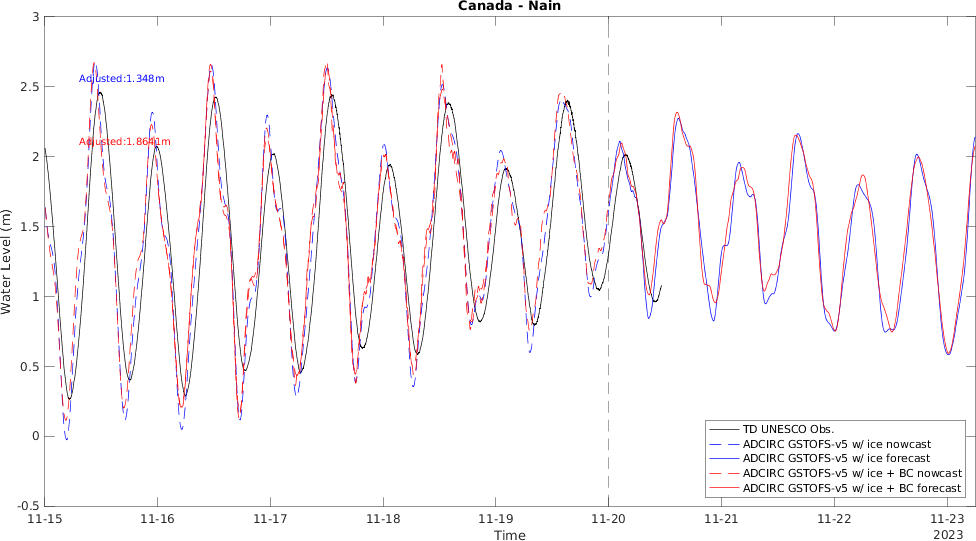 Canada - Nain
3
2.5
2
1.5
1
0.5
0
-0.5
Water Level (m)
Adjusted:1.348m
Adjusted:1.8641m
TD UNESCO Obs.
ADCIRC GSTOFS-v5 w/ ice nowcast
ADCIRC GSTOFS-v5 w/ ice forecast
ADCIRC GSTOFS-v5 w/ ice + BC nowcast
ADCIRC GSTOFS-v5 w/ ice + BC forecast
11-15 11-16 11-17 11-18 11-19 11-20 11-21 11-22 11-23
2023
Time